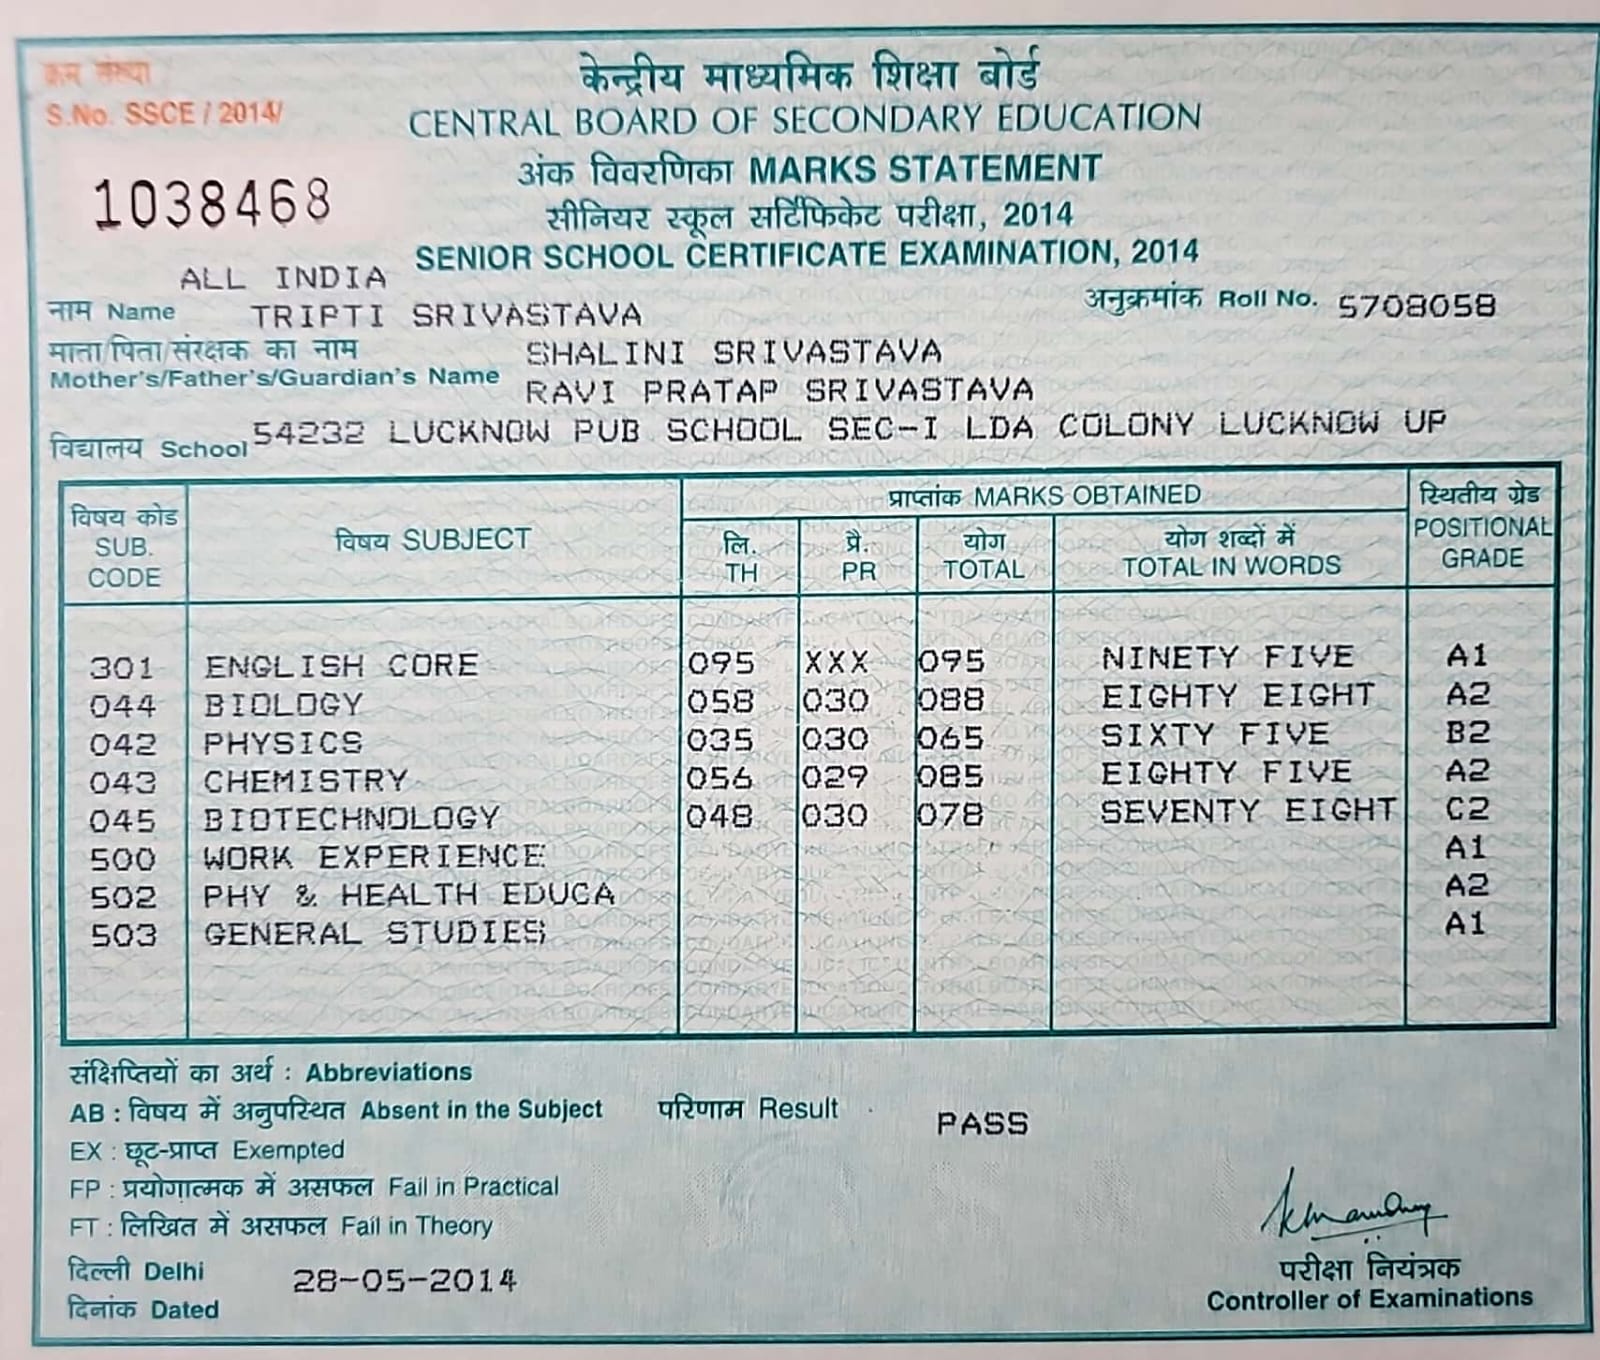 क्रम संख्या
S.No. SSCE / 2014/
1038468
केन्द्रीय माध्यमिक शिक्षा बोर्ड
CENTRAL BOARD OF SECONDARY EDUCATION
अंक विवरणिका MARKS STATEMENT
सीनियर स्कूल सर्टिफिकेट परीक्षा, 2014
SENIOR SCHOOL CERTIFICATE EXAMINATION, 2014
ALL INDIA
नाम Name TRIPTI SRIVASTAVA अनुक्रमांक Roll No. 5708058
माता/पिता/संरक्षक का नाम SHALINI SRIVASTAVA
Mother's/Father's/Guardian's Name RAVI PRATAP SRIVASTAVA
विद्यालय School 54232 LUCKNOW PUB SCHOOL SEC-I LDA COLONY LUCKNOW UP
विषय कोड SUB. CODE विषय SUBJECT प्राप्तांक MARKS OBTAINED स्थितीय ग्रेड POSITIONAL GRADE
लि. TH प्रै. PR योग TOTAL योग शब्दों में TOTAL IN WORDS
301 ENGLISH CORE 095 XXX 095 NINETY FIVE A1
044 BIOLOGY 058 030 088 EIGHTY EIGHT A2
042 PHYSICS 035 030 065 SIXTY FIVE B2
043 CHEMISTRY 056 029 085 EIGHTY FIVE A2
045 BIOTECHNOLOGY 048 030 078 SEVENTY EIGHT C2
500 WORK EXPERIENCE A1
502 PHY & HEALTH EDUCA A2
503 GENERAL STUDIES A1
संक्षिप्तियों का अर्थ : Abbreviations
AB : विषय में अनुपस्थित Absent in the Subject परिणाम Result PASS
EX : छूट-प्राप्त Exempted
FP : प्रयोगात्मक में असफल Fail in Practical
FT : लिखित में असफल Fail in Theory
दिल्ली Delhi
दिनांक Dated 28-05-2014
परीक्षा नियंत्रक
Controller of Examinations